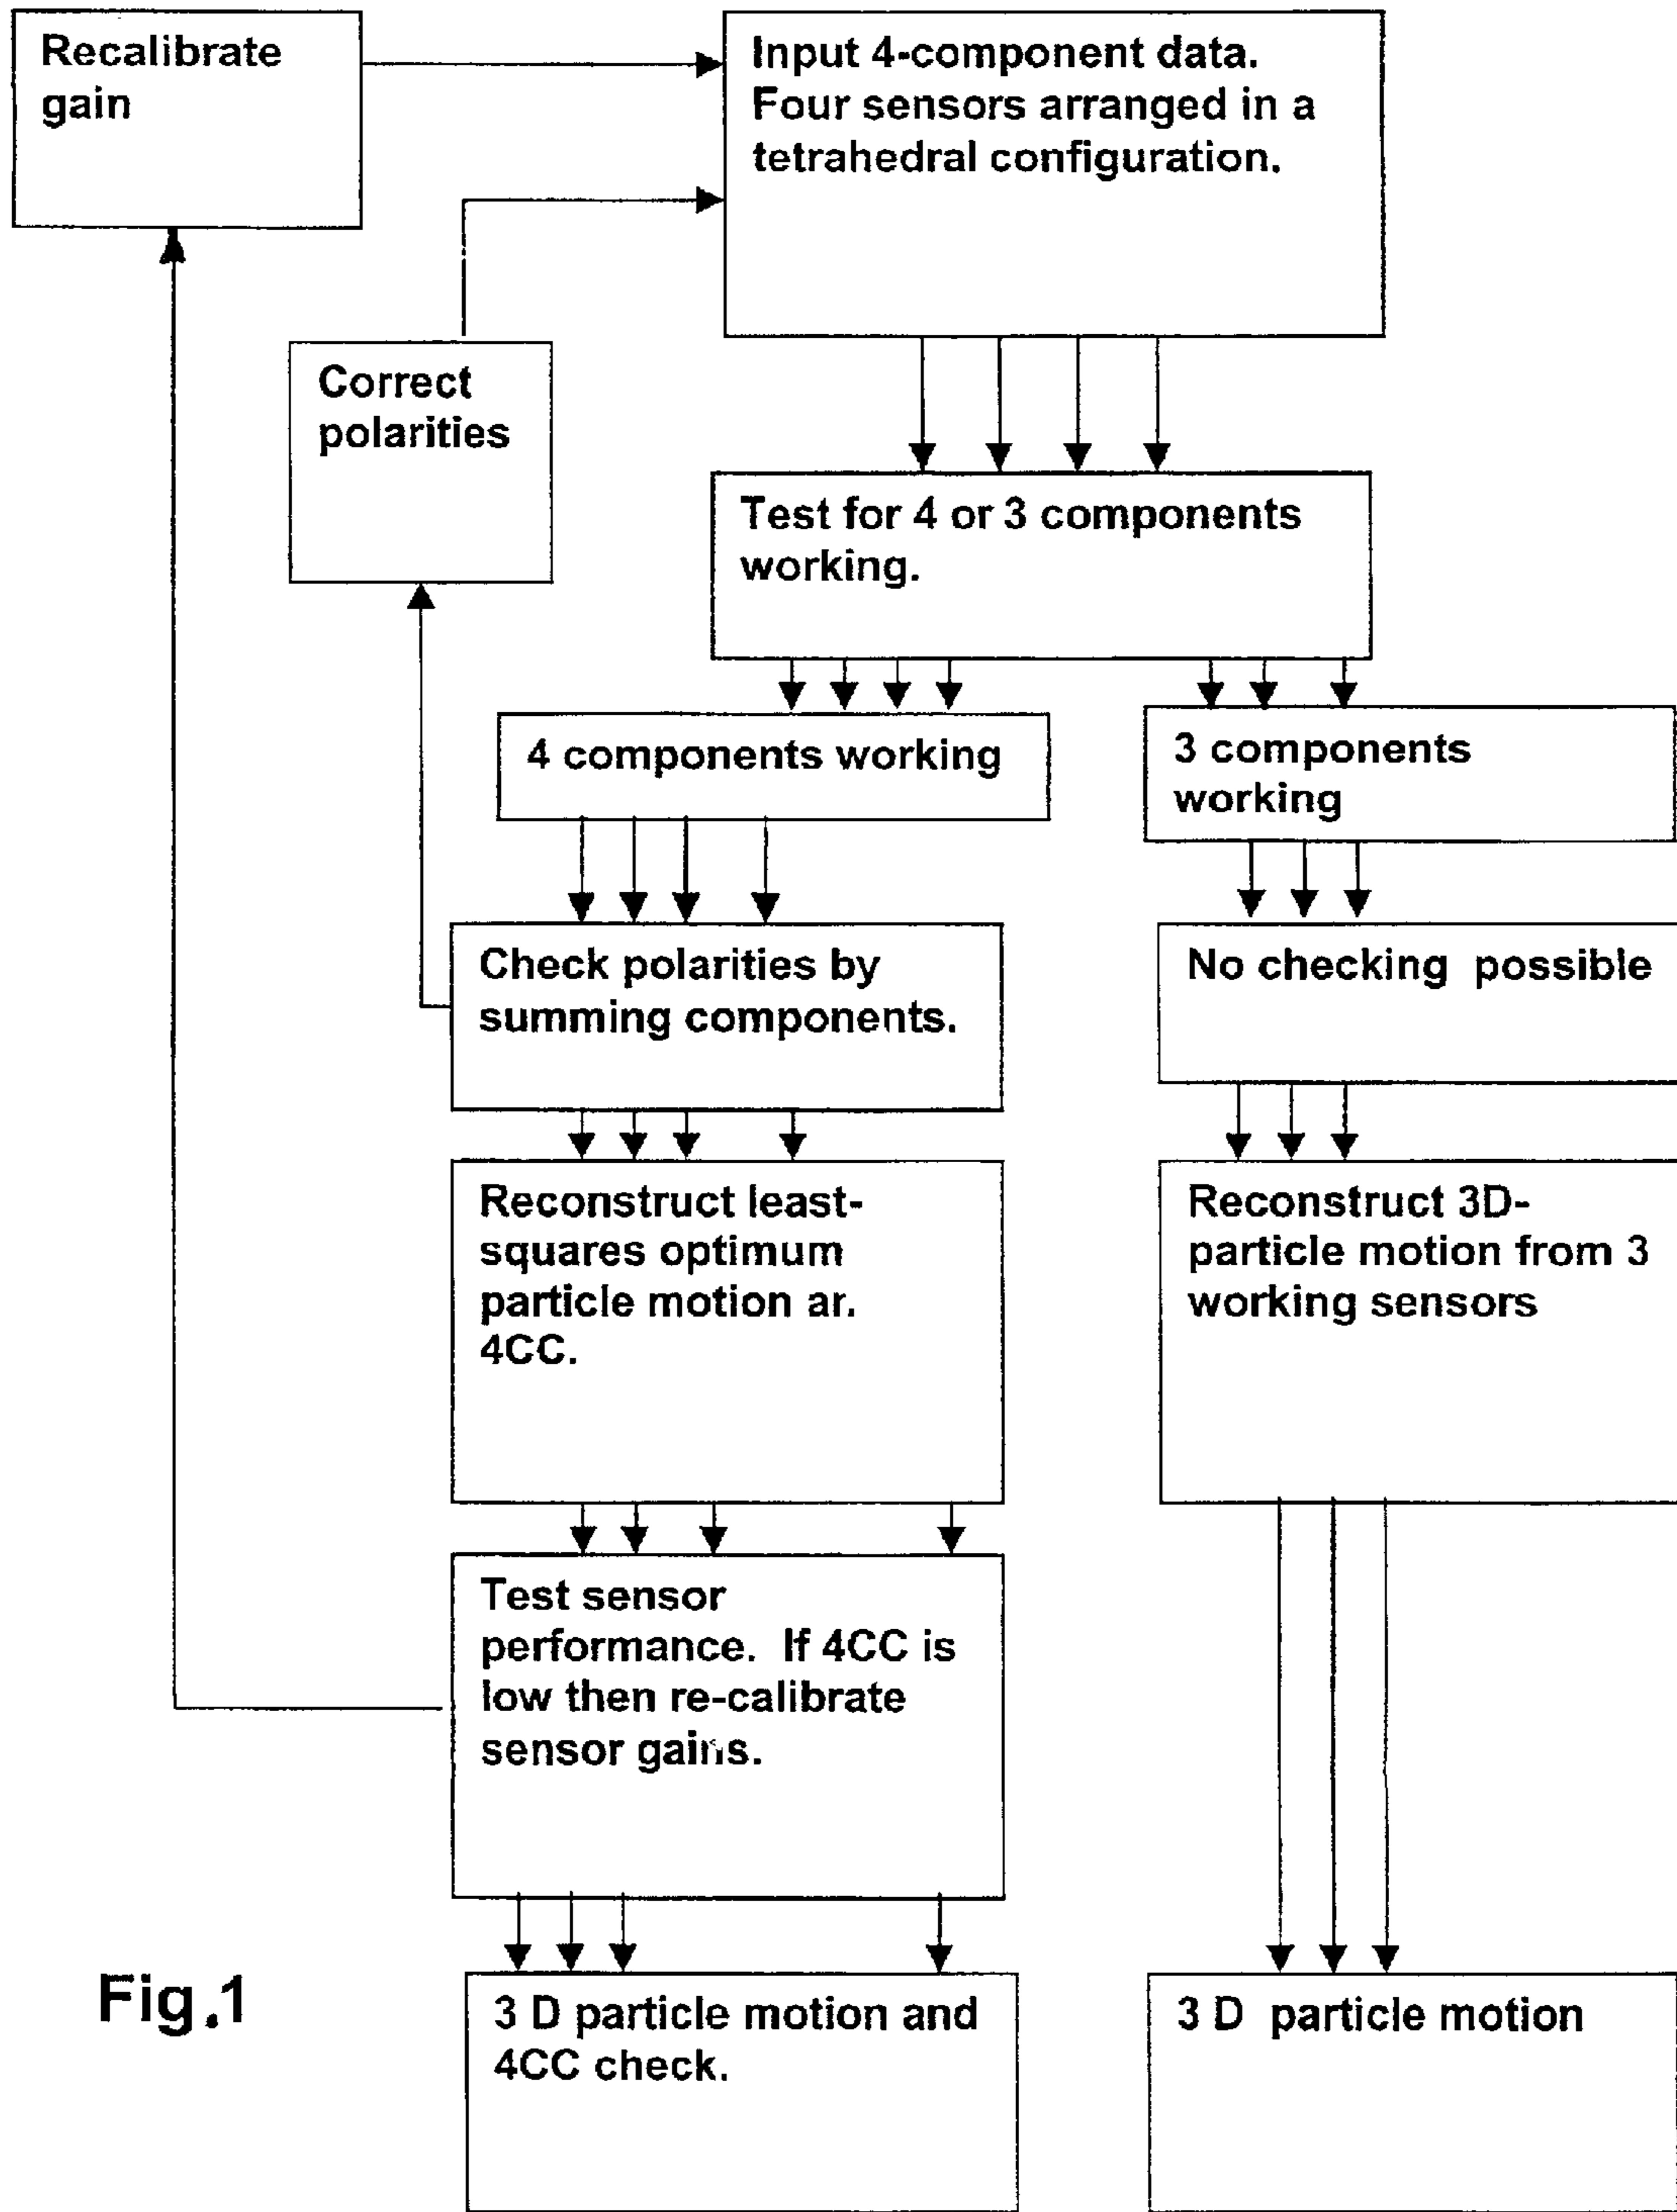 Recalibrate
gain
Input 4-component data.
Four sensors arranged in a
tetrahedral configuration.
Correct
polarities
Test for 4 or 3 components
working.
4 components working
3 components
working
Check polarities by
summing components.
No checking possible
Reconstruct least-
squares optimum
particle motion ar.
4CC.
Reconstruct 3D-
particle motion from 3
working sensors
Test sensor
performance. If 4CC is
low then re-calibrate
sensor gains.
3 D particle motion and
4CC check.
3 D particle motion
Fig.1